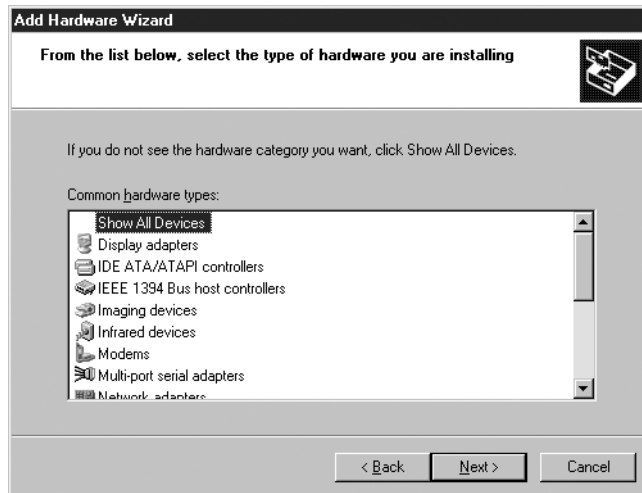 Add Hardware Wizard
From the list below, select the type of hardware you are installing
If you do not see the hardware category you want, click Show All Devices.
Common hardware types:
Show All Devices
Display adapters
IDE ATA/ATAPI controllers
IEEE 1394 Bus host controllers
Imaging devices
Infrared devices
Modems
Multi-port serial adapters
Network adapters
< Back Next > Cancel